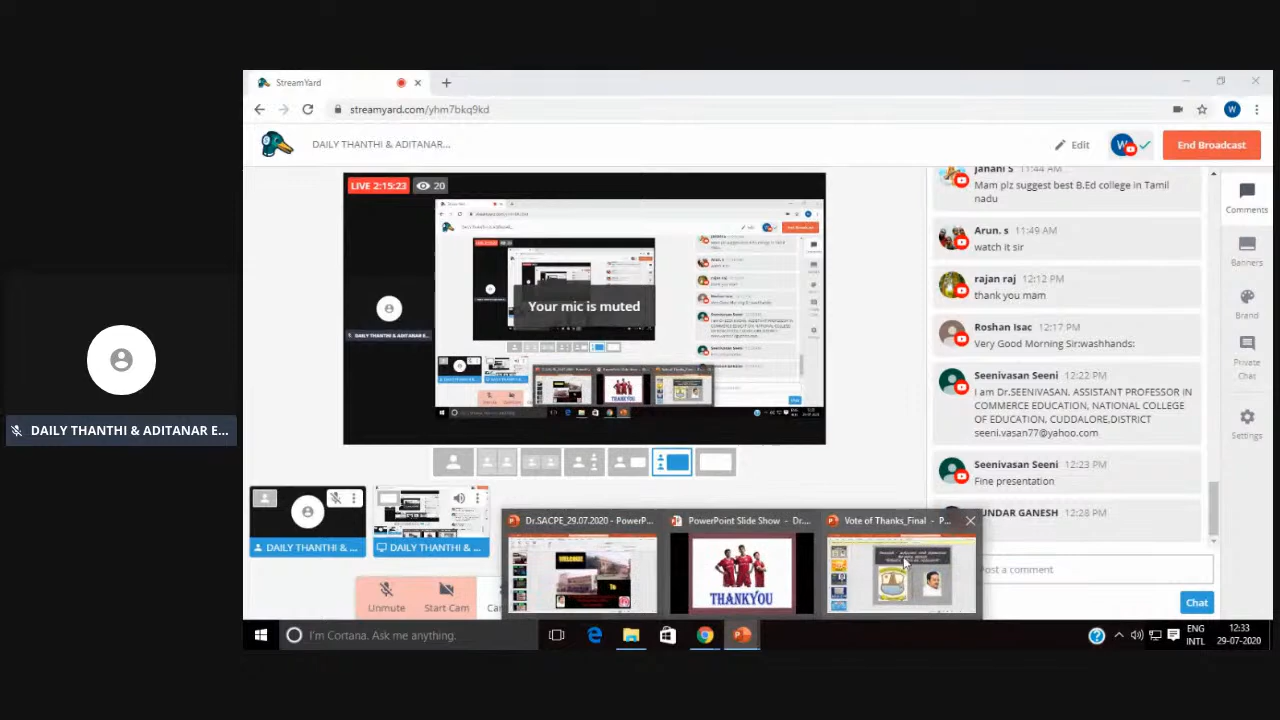 StreamYard
streamyard.com/yhm7bkq9kd
DAILY THANTHI & ADITANAR...
Edit
W
End Broadcast
LIVE 2:15:23
20
Your mic is muted
THANKYOU
Janani S 11:44 AM
Mam plz suggest best B.Ed college in Tamil
nadu
Arun. s 11:49 AM
watch it sir
rajan raj 12:12 PM
thank you mam
Roshan Isac 12:17 PM
Very Good Morning Sir:washhands:
Seenivasan Seeni 12:22 PM
I am Dr.SEENIVASAN, ASSISTANT PROFESSOR IN
COMMERCE EDUCATION, NATIONAL COLLEGE
OF EDUCATION, CUDDALORE,DISTRICT
seeni.vasan77@yahoo.com
Seenivasan Seeni 12:23 PM
Fine presentation
UNDAR GANESH 12:28 PM
ost a comment
Chat
Comments
Banners
Brand
Private
Chat
Settings
DAILY THANTHI & ADITANAR E...
DAILY THANTHI & ...
DAILY THANTHI & ...
Unmute
Start Cam
Dr.SACPE_29.07.2020 - PowerP...
PowerPoint Slide Show - Dr....
Vote of Thanks_Final - P...
WELCOME
To
THANKYOU
I'm Cortana. Ask me anything.
ENG
INTL
12:33
29-07-2020